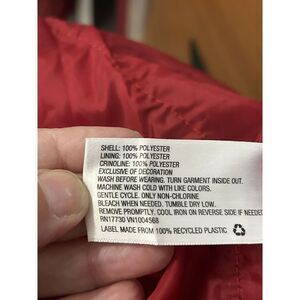 SHELL: 100% POLYESTER
LINING: 100% POLYESTER
CRINOLINE: 100% POLYESTER
EXCLUSIVE OF DECORATION
WASH BEFORE WEARING. TURN GARMENT INSIDE OUT.
MACHINE WASH COLD WITH LIKE COLORS.
GENTLE CYCLE. ONLY NON-CHLORINE
BLEACH WHEN NEEDED. TUMBLE DRY LOW.
REMOVE PROMPTLY. COOL IRON ON REVERSE SIDE IF NEEDED
RN17730 VN1004568
LABEL MADE FROM 100% RECYCLED PLASTIC